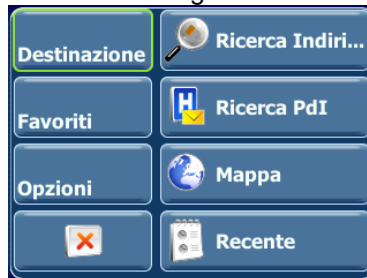 Destinazione
Ricerca Indiri...
Favoriti
H
Ricerca PdI
Opzioni
Mappa
Recente